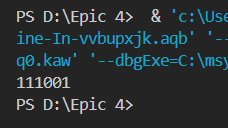 PS D:\Epic 4>  & 'c:\Use
ine-In-vvbupxjk.aqb' '--
q0.kaw' '--dbgExe=C:\msy
111001
PS D:\Epic 4>